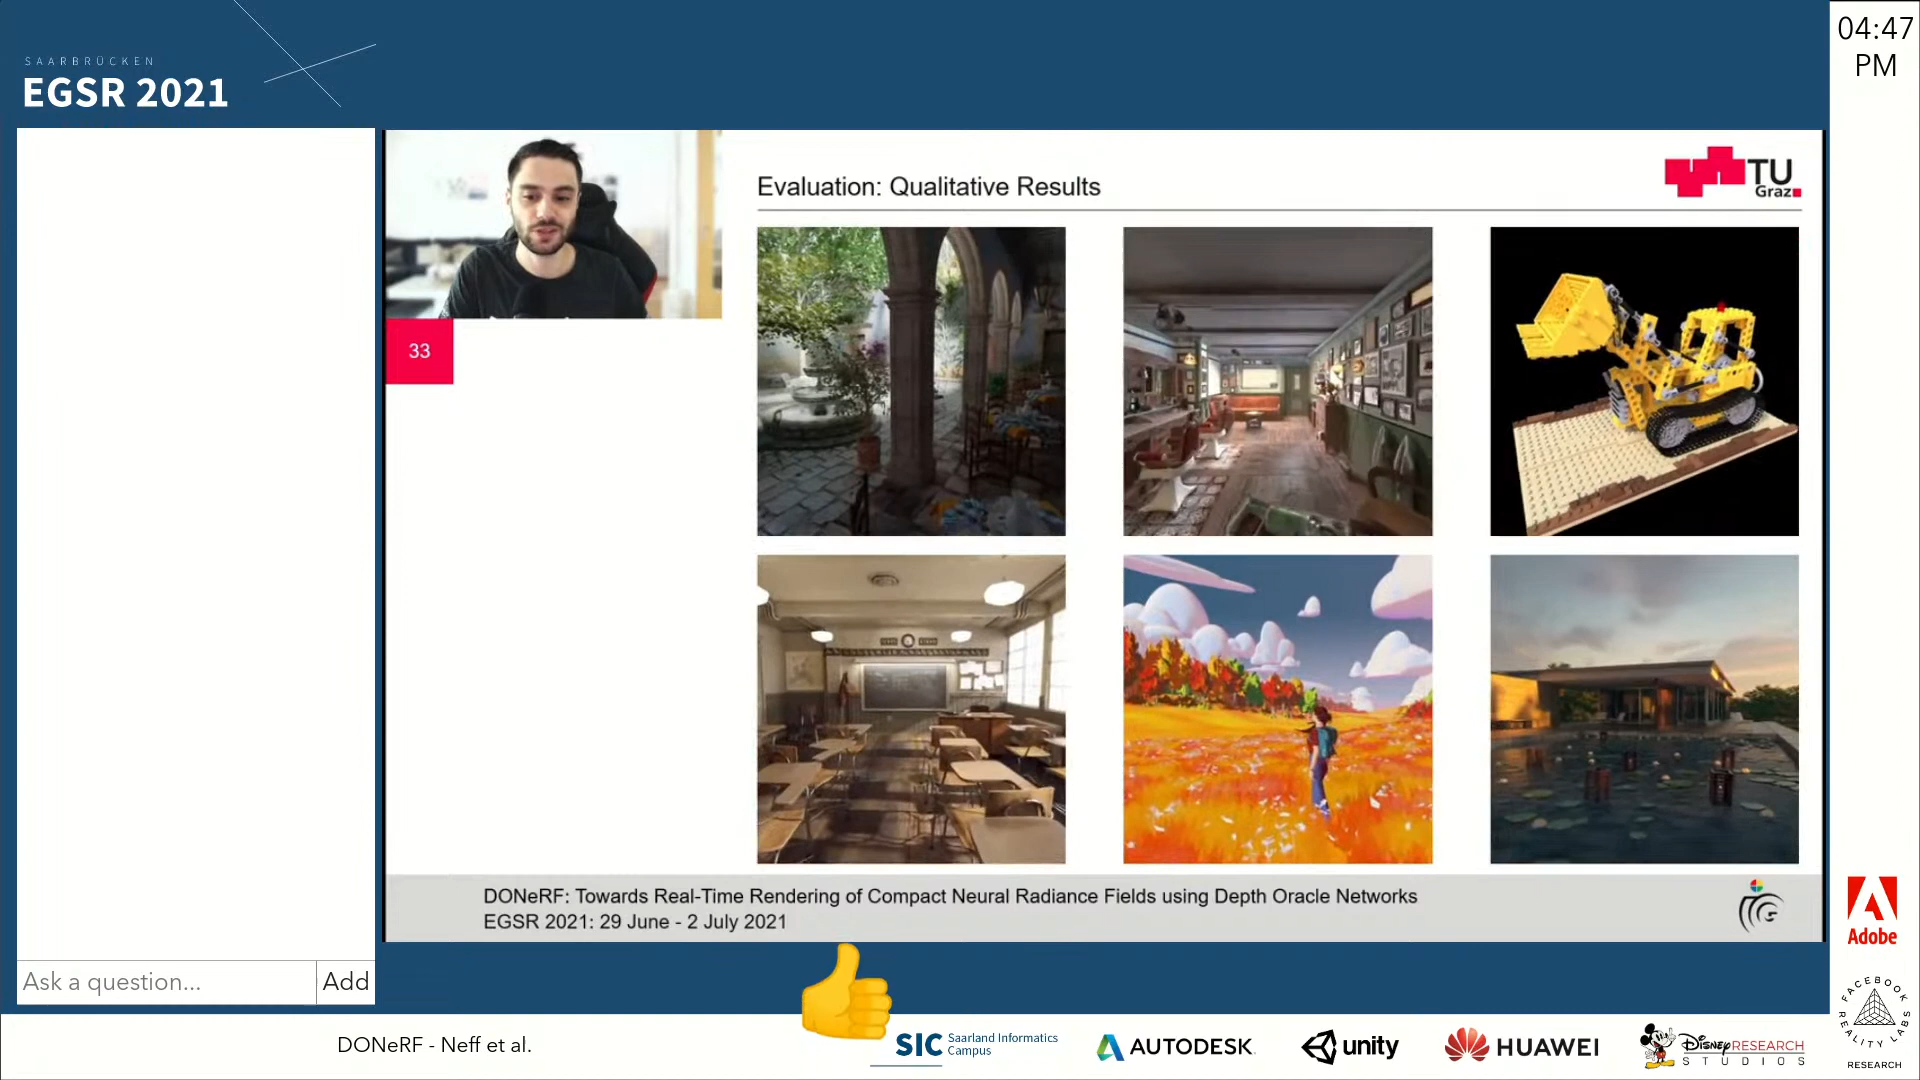 SAARBRÜCKEN
EGSR 2021
04:47
PM
Evaluation: Qualitative Results
TU
Graz
33
DONeRF: Towards Real-Time Rendering of Compact Neural Radiance Fields using Depth Oracle Networks
EGSR 2021: 29 June - 2 July 2021
Ask a question...
Add
DONeRF - Neff et al.
SIC Saarland Informatics
Campus
AUTODESK
unity
HUAWEI
Disney RESEARCH
STUDIOS
Adobe
FACEBOOK
REALITY LABS
RESEARCH